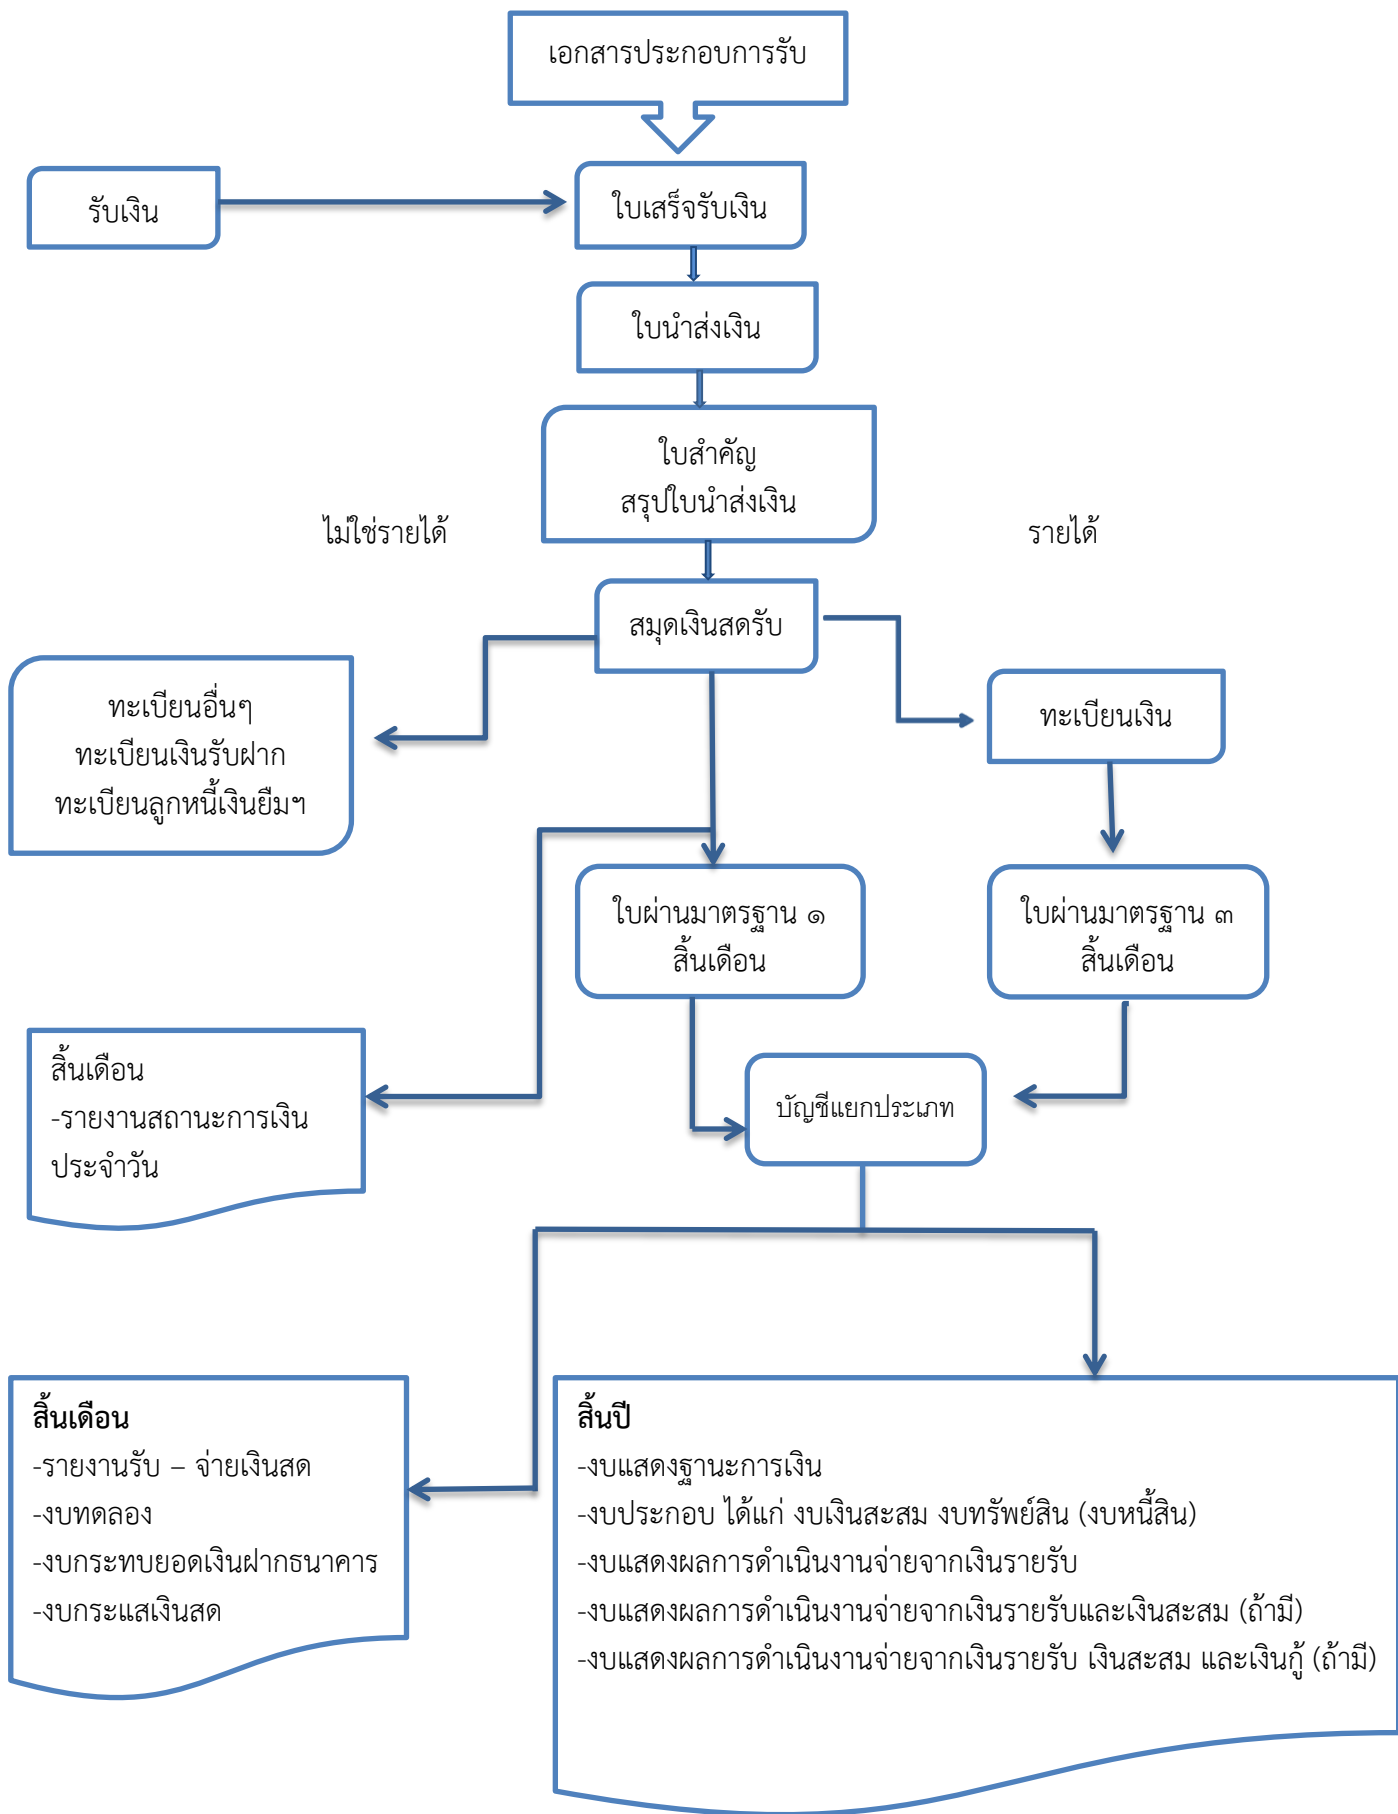 เอกสารประกอบการรับ
รับเงิน
ใบเสร็จรับเงิน
ใบนำส่งเงิน
ใบสำคัญ
สรุปใบนำส่งเงิน
ไม่ใช่รายได้
รายได้
สมุดเงินสดรับ
ทะเบียนอื่นๆ
ทะเบียนเงินรับฝาก
ทะเบียนลูกหนี้เงินยืมฯ
ทะเบียนเงิน
ใบผ่านมาตรฐาน ๑
สิ้นเดือน
ใบผ่านมาตรฐาน ๓
สิ้นเดือน
สิ้นเดือน
-รายงานสถานะการเงิน
ประจำวัน
บัญชีแยกประเภท
สิ้นเดือน
-รายงานรับ – จ่ายเงินสด
-งบทดลอง
-งบกระทบยอดเงินฝากธนาคาร
-งบกระแสเงินสด
สิ้นปี
-งบแสดงฐานะการเงิน
-งบประกอบ ได้แก่ งบเงินสะสม งบทรัพย์สิน (งบหนี้สิน)
-งบแสดงผลการดำเนินงานจ่ายจากเงินรายรับ
-งบแสดงผลการดำเนินงานจ่ายจากเงินรายรับและเงินสะสม (ถ้ามี)
-งบแสดงผลการดำเนินงานจ่ายจากเงินรายรับ เงินสะสม และเงินกู้ (ถ้ามี)